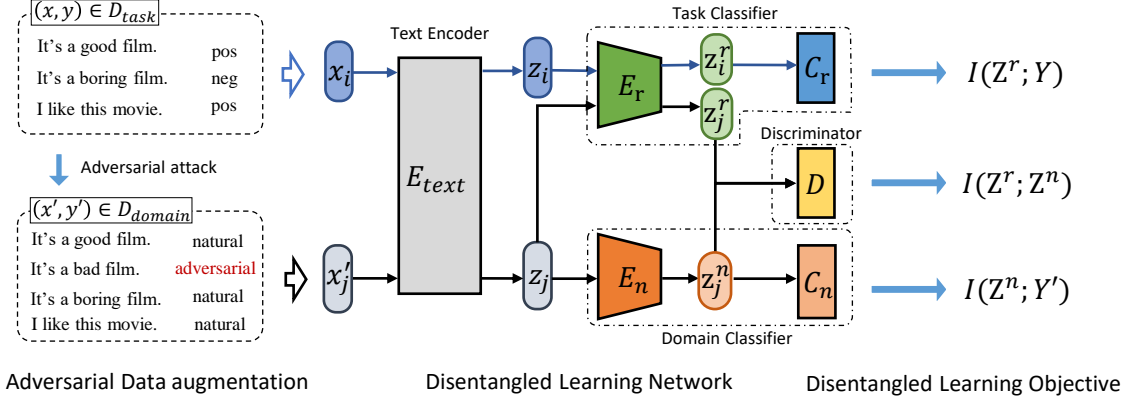 (x, y) ∈ D_task
It's a good film. pos
It's a boring film. neg
I like this movie. pos
Adversarial attack
(x′, y′) ∈ D_domain
It's a good film. natural
It's a bad film. adversarial
It's a boring film. natural
I like this movie. natural
Adversarial Data augmentation
Text Encoder
Task Classifier
x_i
E_text
z_i
E_r
z_i^r
C_r
I(Z^r; Y)
z_j^r
Discriminator
D
I(Z^r; Z^n)
x′_j
z_j
E_n
z_j^n
C_n
I(Z^n; Y′)
Domain Classifier
Disentangled Learning Network
Disentangled Learning Objective